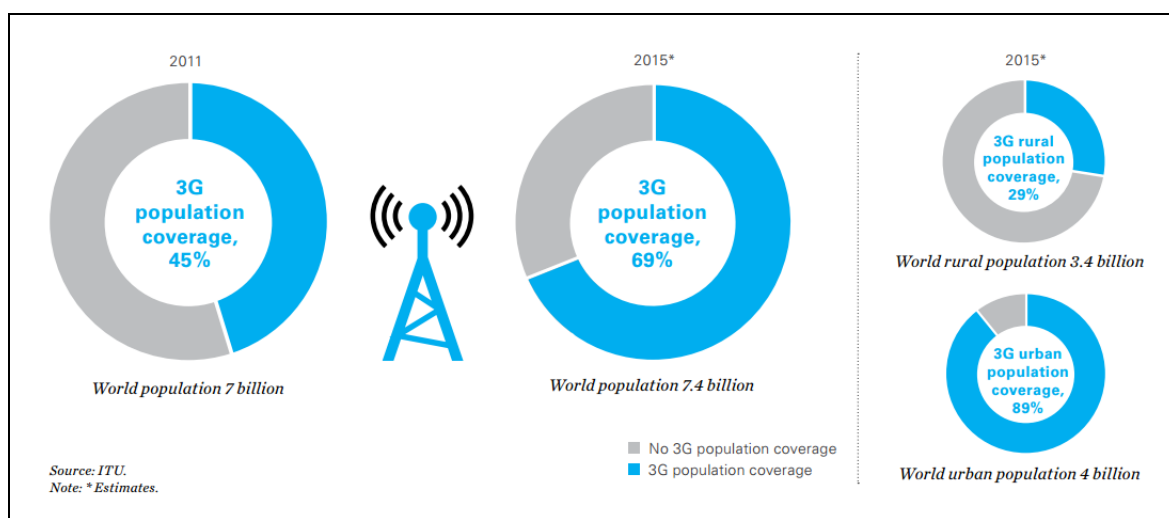 2011
3G
population
coverage,
45%
World population 7 billion
2015*
3G
population
coverage,
69%
World population 7.4 billion
No 3G population coverage
3G population coverage
Source: ITU.
Note: * Estimates.
2015*
3G rural
population
coverage,
29%
World rural population 3.4 billion
3G urban
population
coverage,
89%
World urban population 4 billion